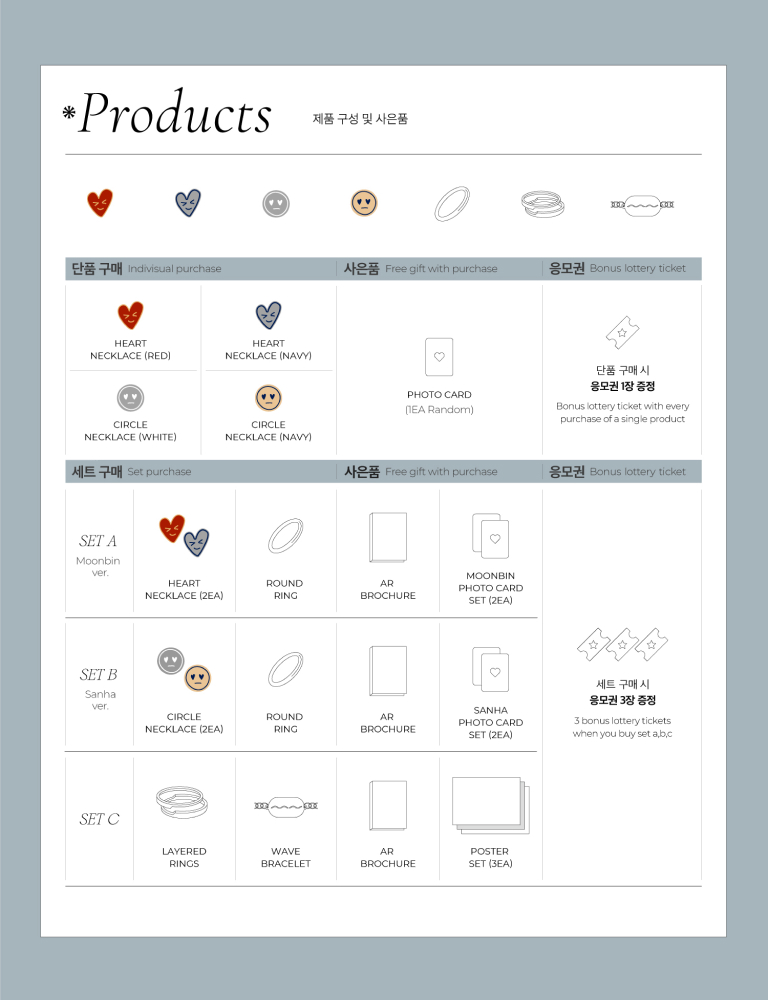 *Products 제품 구성 및 사은품
단품 구매 Indivisual purchase 사은품 Free gift with purchase 응모권 Bonus lottery ticket
HEART
NECKLACE (RED)
HEART
NECKLACE (NAVY)
CIRCLE
NECKLACE (WHITE)
CIRCLE
NECKLACE (NAVY)
PHOTO CARD
(1EA Random)
단품 구매 시
응모권 1장 증정
Bonus lottery ticket with every
purchase of a single product
세트 구매 Set purchase 사은품 Free gift with purchase 응모권 Bonus lottery ticket
SET A
Moonbin
ver.
HEART
NECKLACE (2EA)
ROUND
RING
AR
BROCHURE
MOONBIN
PHOTO CARD
SET (2EA)
SET B
Sanha
ver.
CIRCLE
NECKLACE (2EA)
ROUND
RING
AR
BROCHURE
SANHA
PHOTO CARD
SET (2EA)
SET C
LAYERED
RINGS
WAVE
BRACELET
AR
BROCHURE
POSTER
SET (3EA)
세트 구매 시
응모권 3장 증정
3 bonus lottery tickets
when you buy set a,b,c